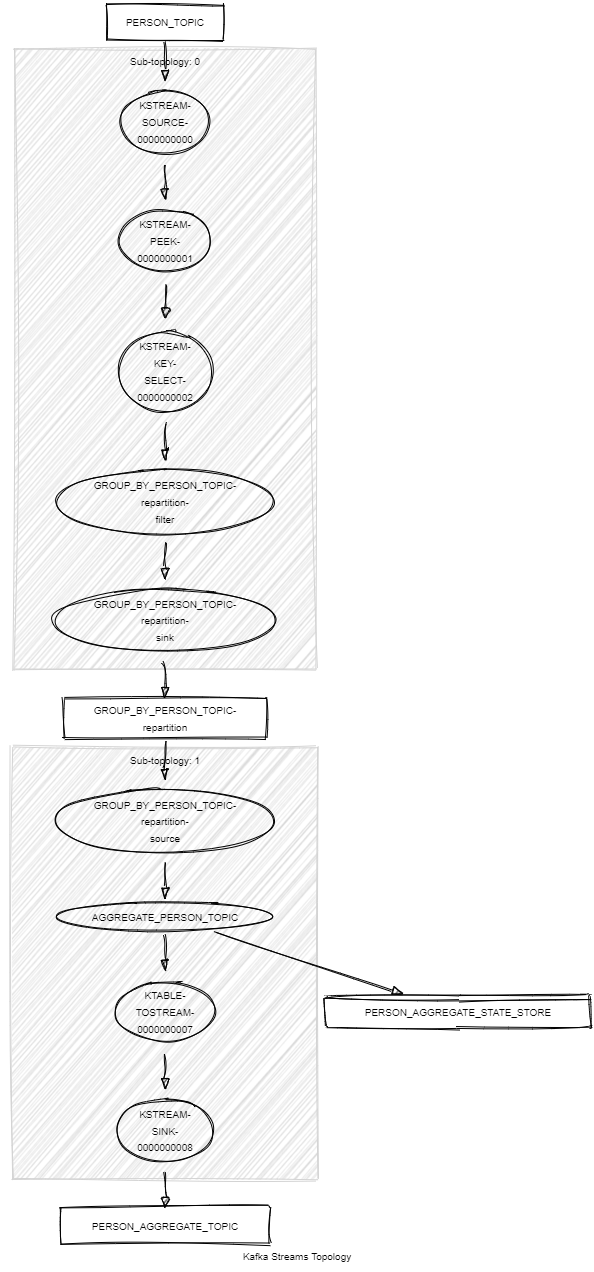 PERSON_TOPIC
Sub-topology: 0
KSTREAM-
SOURCE-
0000000000
KSTREAM-
PEEK-
0000000001
KSTREAM-
KEY-
SELECT-
0000000002
GROUP_BY_PERSON_TOPIC-
repartition-
filter
GROUP_BY_PERSON_TOPIC-
repartition-
sink
GROUP_BY_PERSON_TOPIC-
repartition
Sub-topology: 1
GROUP_BY_PERSON_TOPIC-
repartition-
source
AGGREGATE_PERSON_TOPIC
KTABLE-
TOSTREAM-
0000000007
PERSON_AGGREGATE_STATE_STORE
KSTREAM-
SINK-
0000000008
PERSON_AGGREGATE_TOPIC
Kafka Streams Topology